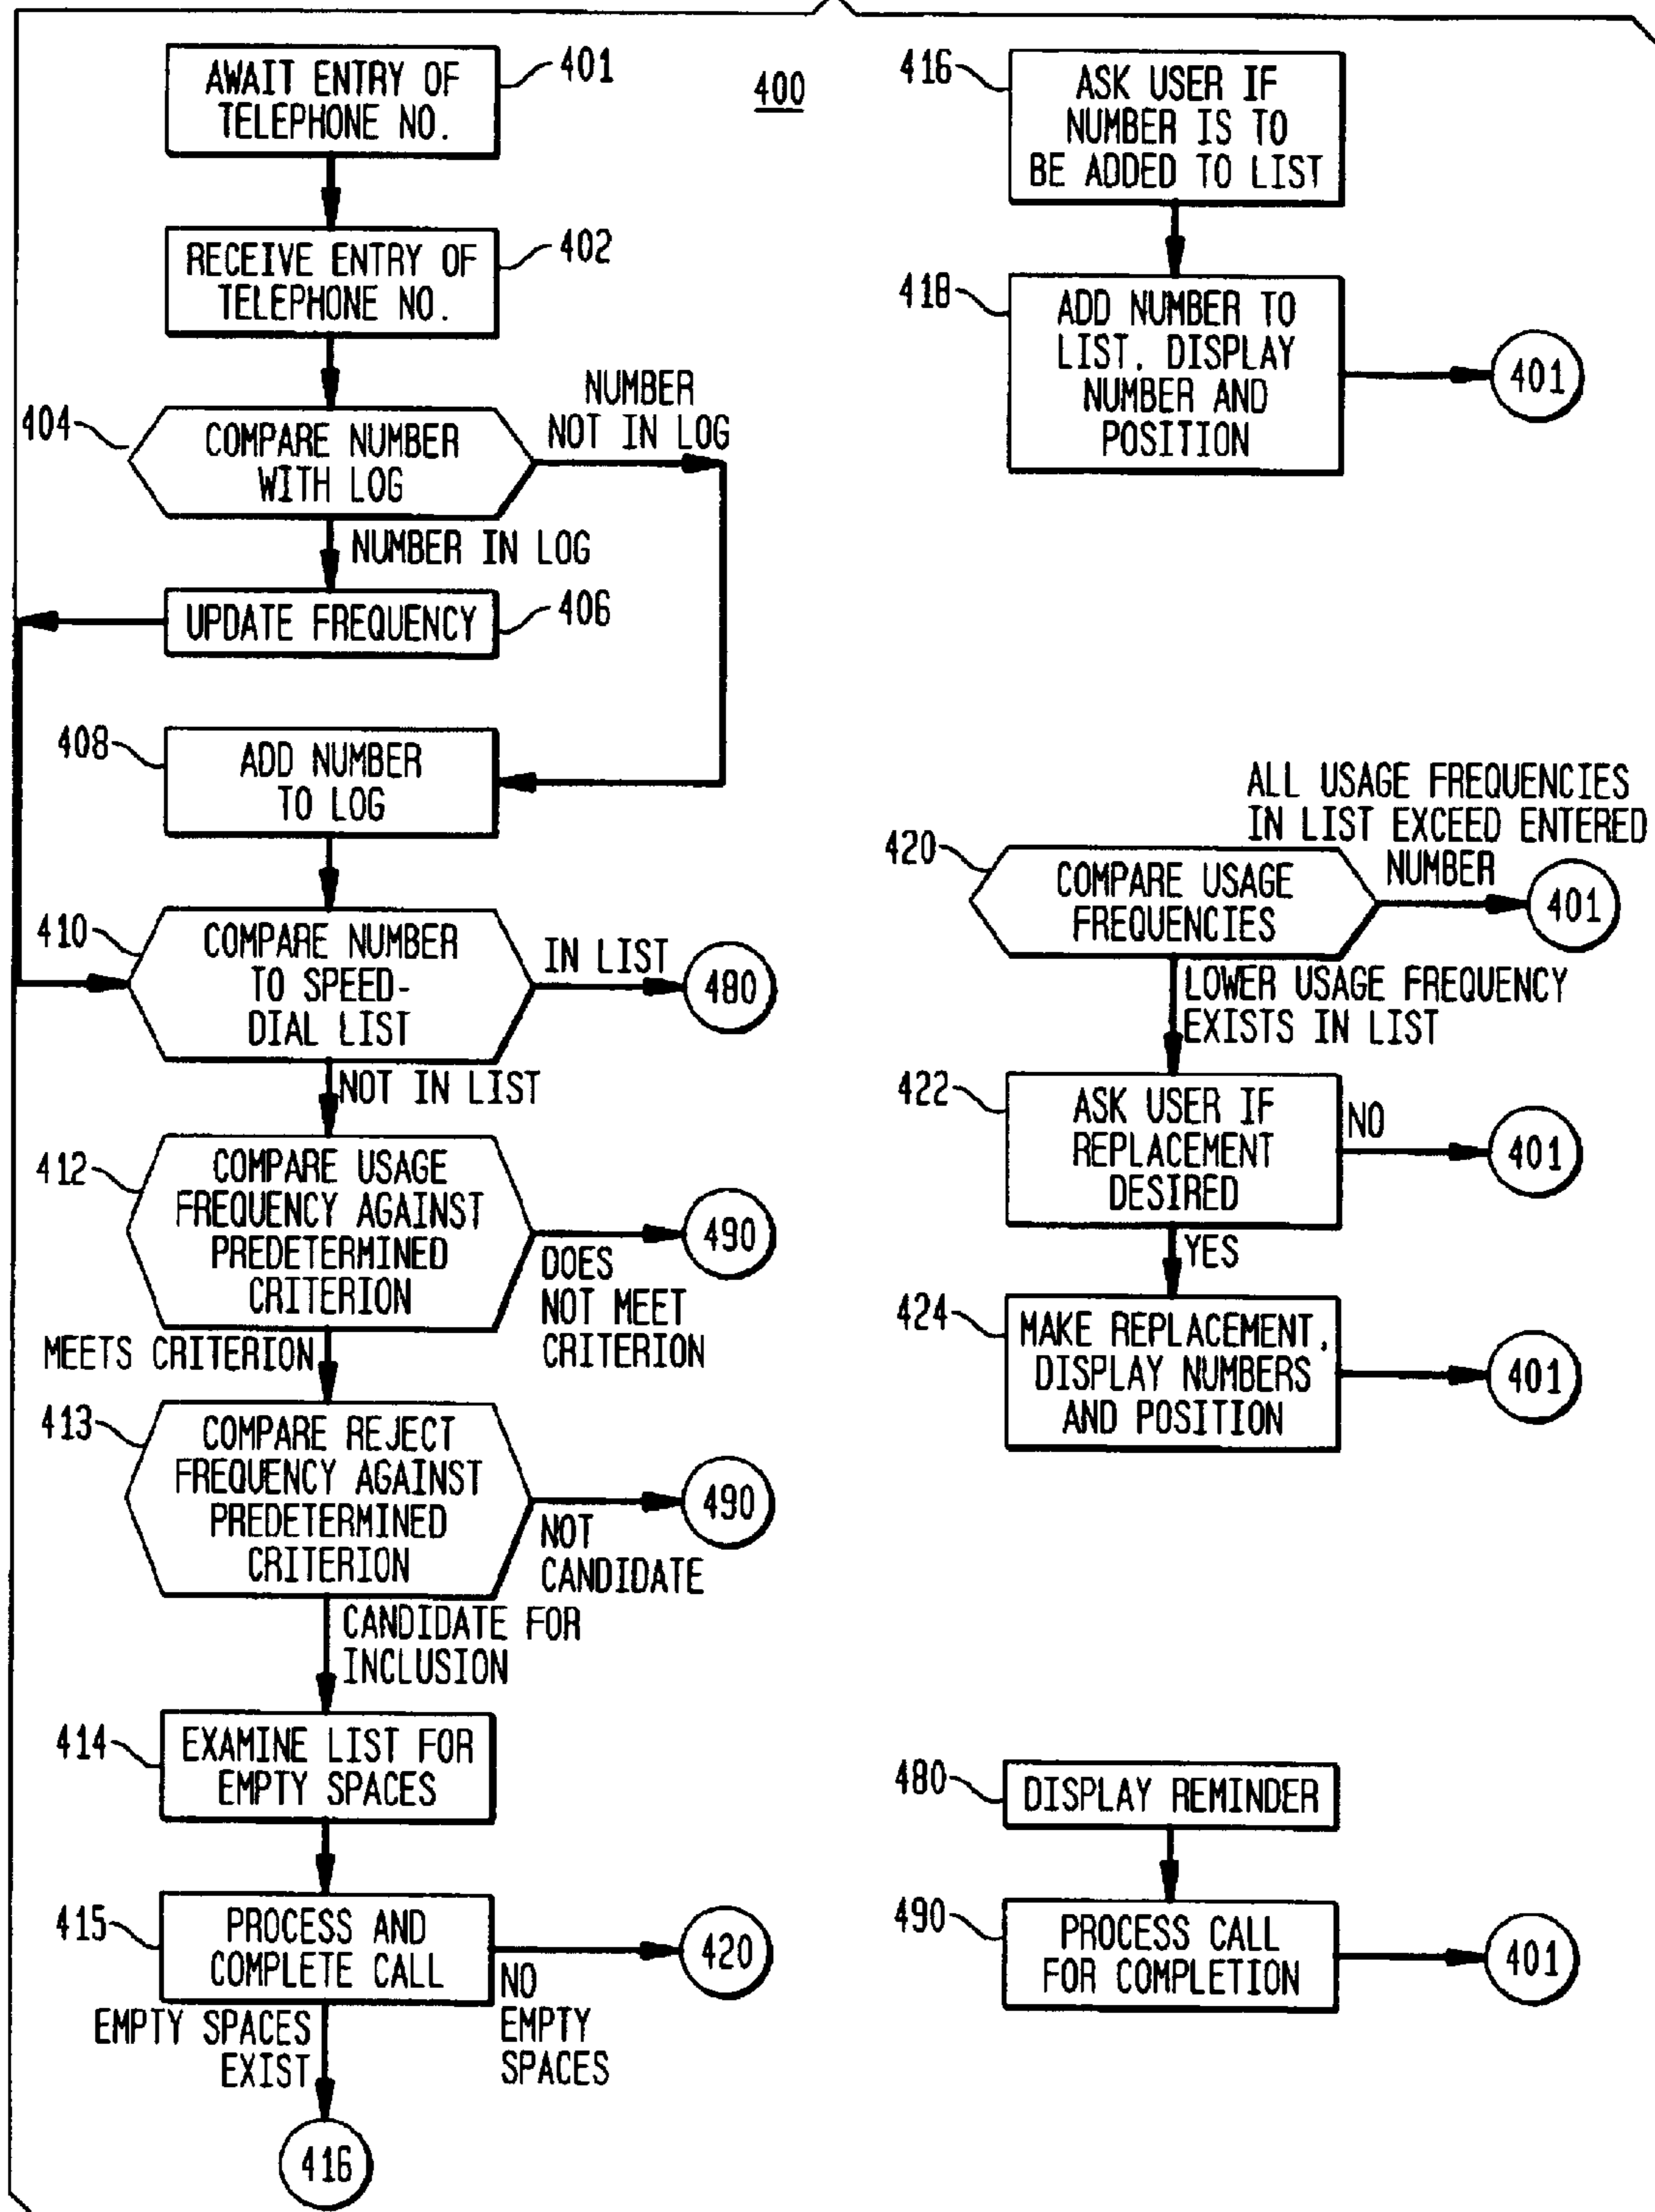 400
401
AWAIT ENTRY OF
TELEPHONE NO.
402
RECEIVE ENTRY OF
TELEPHONE NO.
404
COMPARE NUMBER
WITH LOG
NUMBER
NOT IN LOG
NUMBER IN LOG
UPDATE FREQUENCY
406
408
ADD NUMBER
TO LOG
410
COMPARE NUMBER
TO SPEED-
DIAL LIST
IN LIST
480
NOT IN LIST
412
COMPARE USAGE
FREQUENCY AGAINST
PREDETERMINED
CRITERION
490
DOES
NOT MEET
CRITERION
MEETS CRITERION
413
COMPARE REJECT
FREQUENCY AGAINST
PREDETERMINED
CRITERION
490
NOT
CANDIDATE
CANDIDATE FOR
INCLUSION
414
EXAMINE LIST FOR
EMPTY SPACES
415
PROCESS AND
COMPLETE CALL
420
NO
EMPTY
SPACES
EMPTY SPACES
EXIST
416
416
ASK USER IF
NUMBER IS TO
BE ADDED TO LIST
418
ADD NUMBER TO
LIST, DISPLAY
NUMBER AND
POSITION
401
ALL USAGE FREQUENCIES
IN LIST EXCEED ENTERED
NUMBER
420
COMPARE USAGE
FREQUENCIES
401
LOWER USAGE FREQUENCY
EXISTS IN LIST
422
ASK USER IF
REPLACEMENT
DESIRED
NO
401
YES
424
MAKE REPLACEMENT,
DISPLAY NUMBERS
AND POSITION
401
480
DISPLAY REMINDER
490
PROCESS CALL
FOR COMPLETION
401